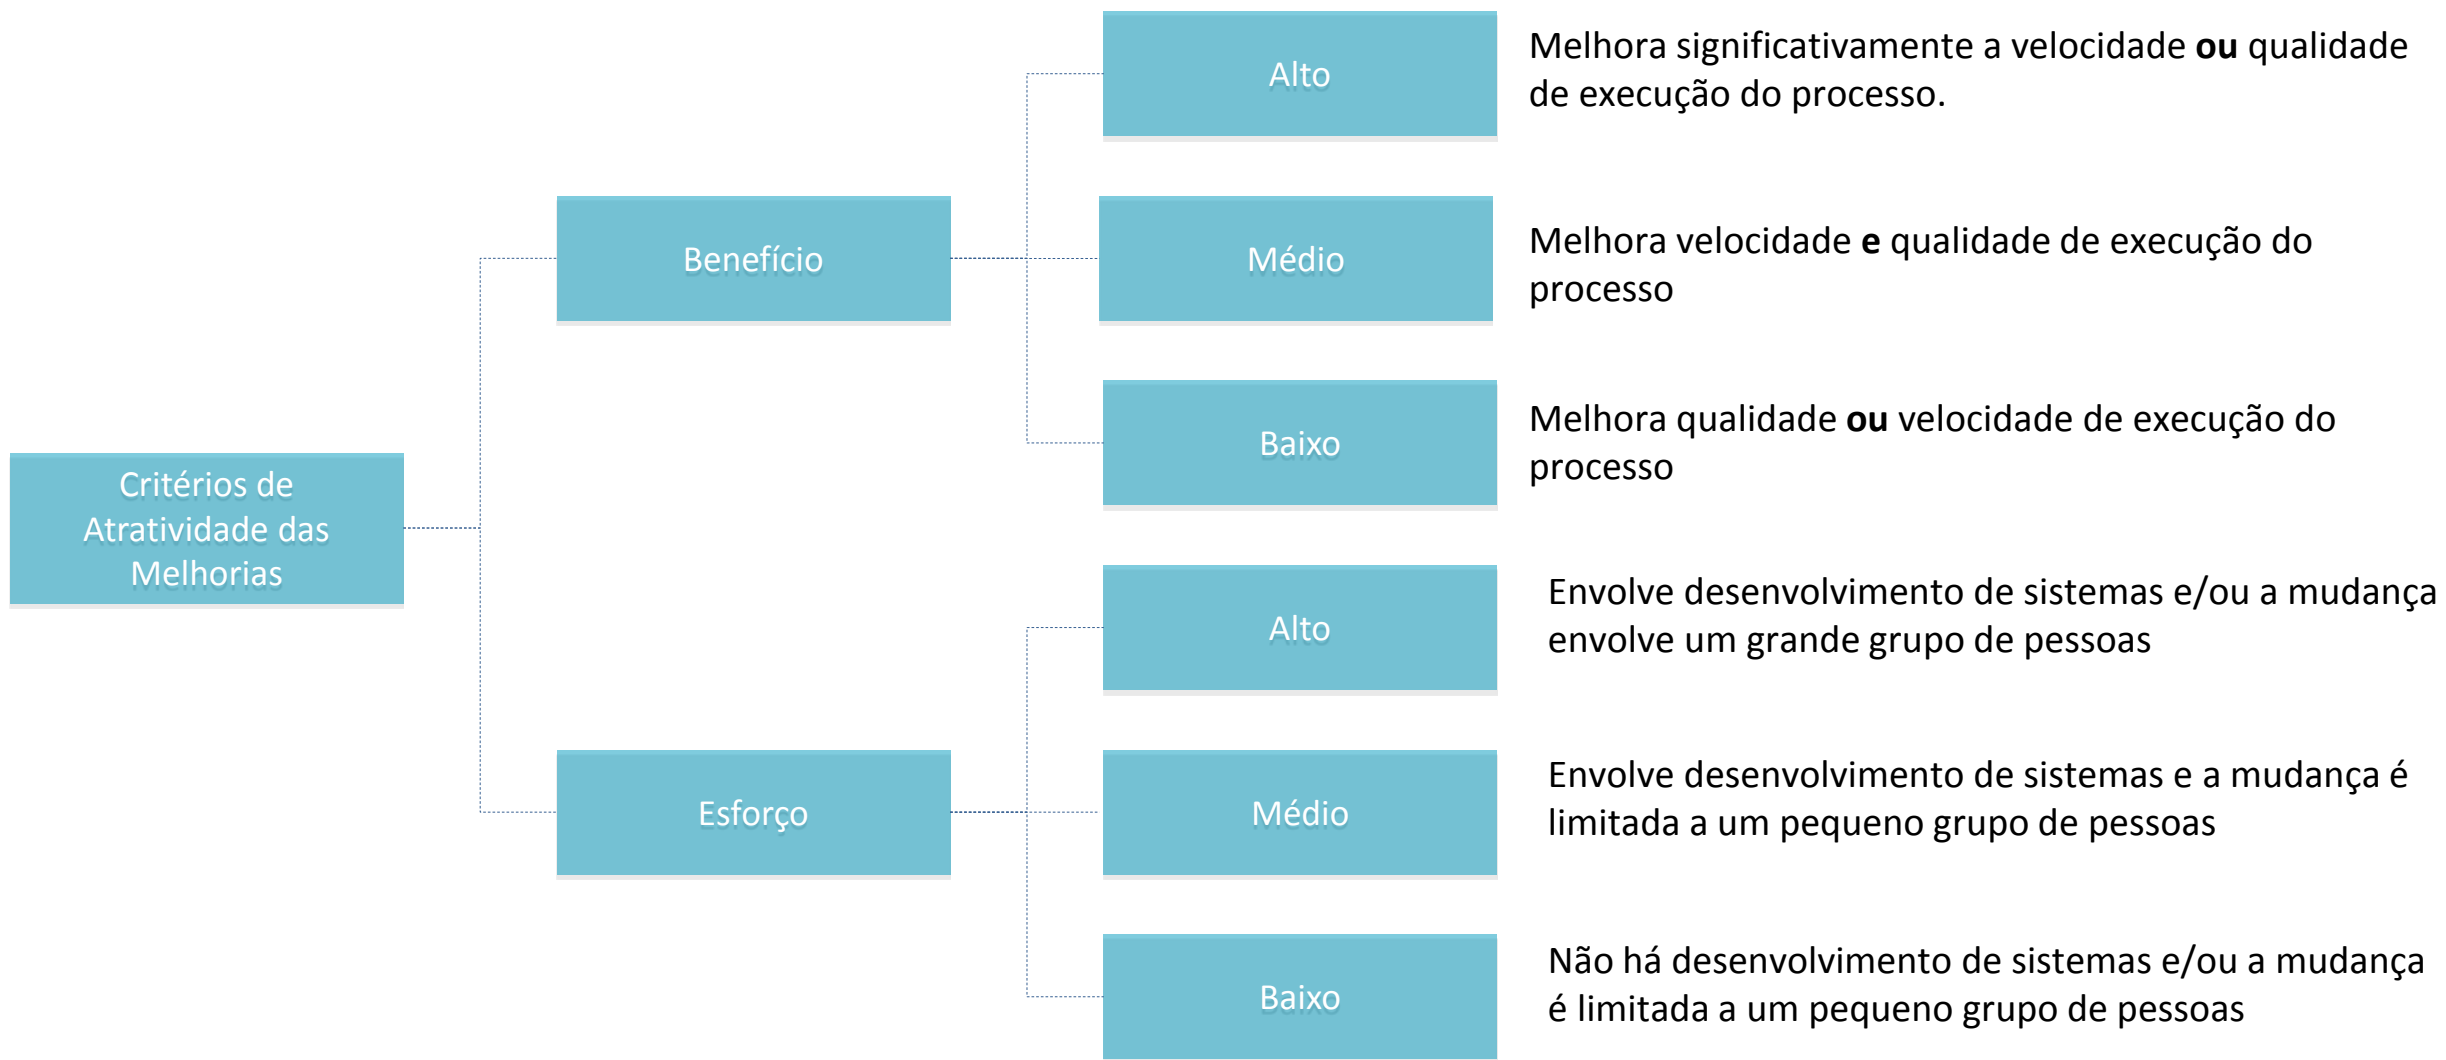 Critérios de
Atratividade das
Melhorias
Benefício
Alto
Melhora significativamente a velocidade ou qualidade
de execução do processo.
Médio
Melhora velocidade e qualidade de execução do
processo
Baixo
Melhora qualidade ou velocidade de execução do
processo
Esforço
Alto
Envolve desenvolvimento de sistemas e/ou a mudança
envolve um grande grupo de pessoas
Médio
Envolve desenvolvimento de sistemas e a mudança é
limitada a um pequeno grupo de pessoas
Baixo
Não há desenvolvimento de sistemas e/ou a mudança
é limitada a um pequeno grupo de pessoas